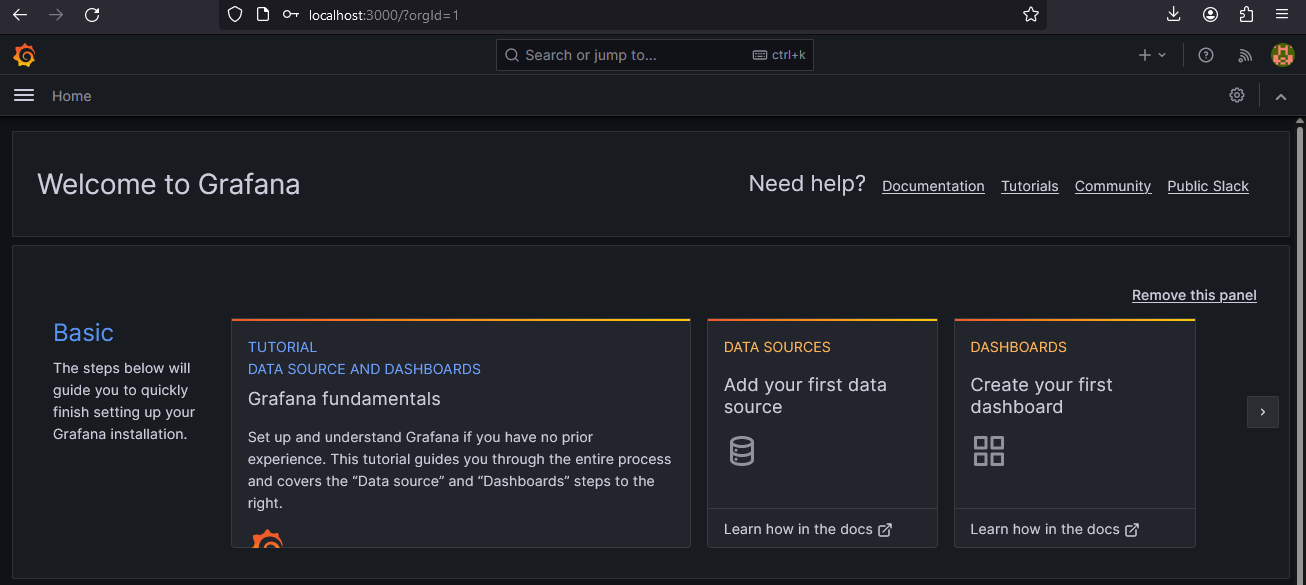 localhost:3000/?orgId=1
Search or jump to...
ctrl+k
Home
Welcome to Grafana
Need help?
Documentation
Tutorials
Community
Public Slack
Remove this panel
Basic
The steps below will
guide you to quickly
finish setting up your
Grafana installation.
TUTORIAL
DATA SOURCE AND DASHBOARDS
Grafana fundamentals
Set up and understand Grafana if you have no prior
experience. This tutorial guides you through the entire process
and covers the “Data source” and “Dashboards” steps to the
right.
DATA SOURCES
Add your first data
source
Learn how in the docs
DASHBOARDS
Create your first
dashboard
Learn how in the docs